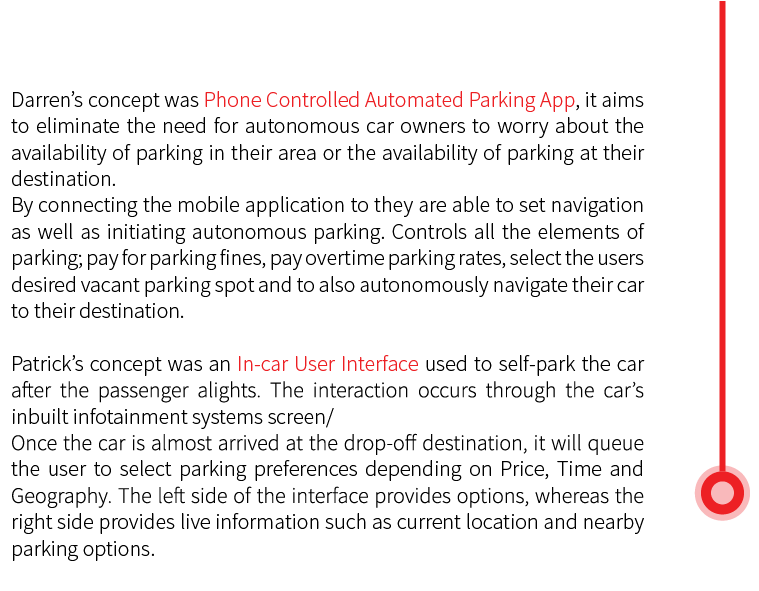 Darren’s concept was Phone Controlled Automated Parking App, it aims
to eliminate the need for autonomous car owners to worry about the
availability of parking in their area or the availability of parking at their
destination.
By connecting the mobile application to they are able to set navigation
as well as initiating autonomous parking. Controls all the elements of
parking; pay for parking fines, pay overtime parking rates, select the users
desired vacant parking spot and to also autonomously navigate their car
to their destination.
Patrick’s concept was an In-car User Interface used to self-park the car
after the passenger alights. The interaction occurs through the car’s
inbuilt infotainment systems screen/
Once the car is almost arrived at the drop-off destination, it will queue
the user to select parking preferences depending on Price, Time and
Geography. The left side of the interface provides options, whereas the
right side provides live information such as current location and nearby
parking options.